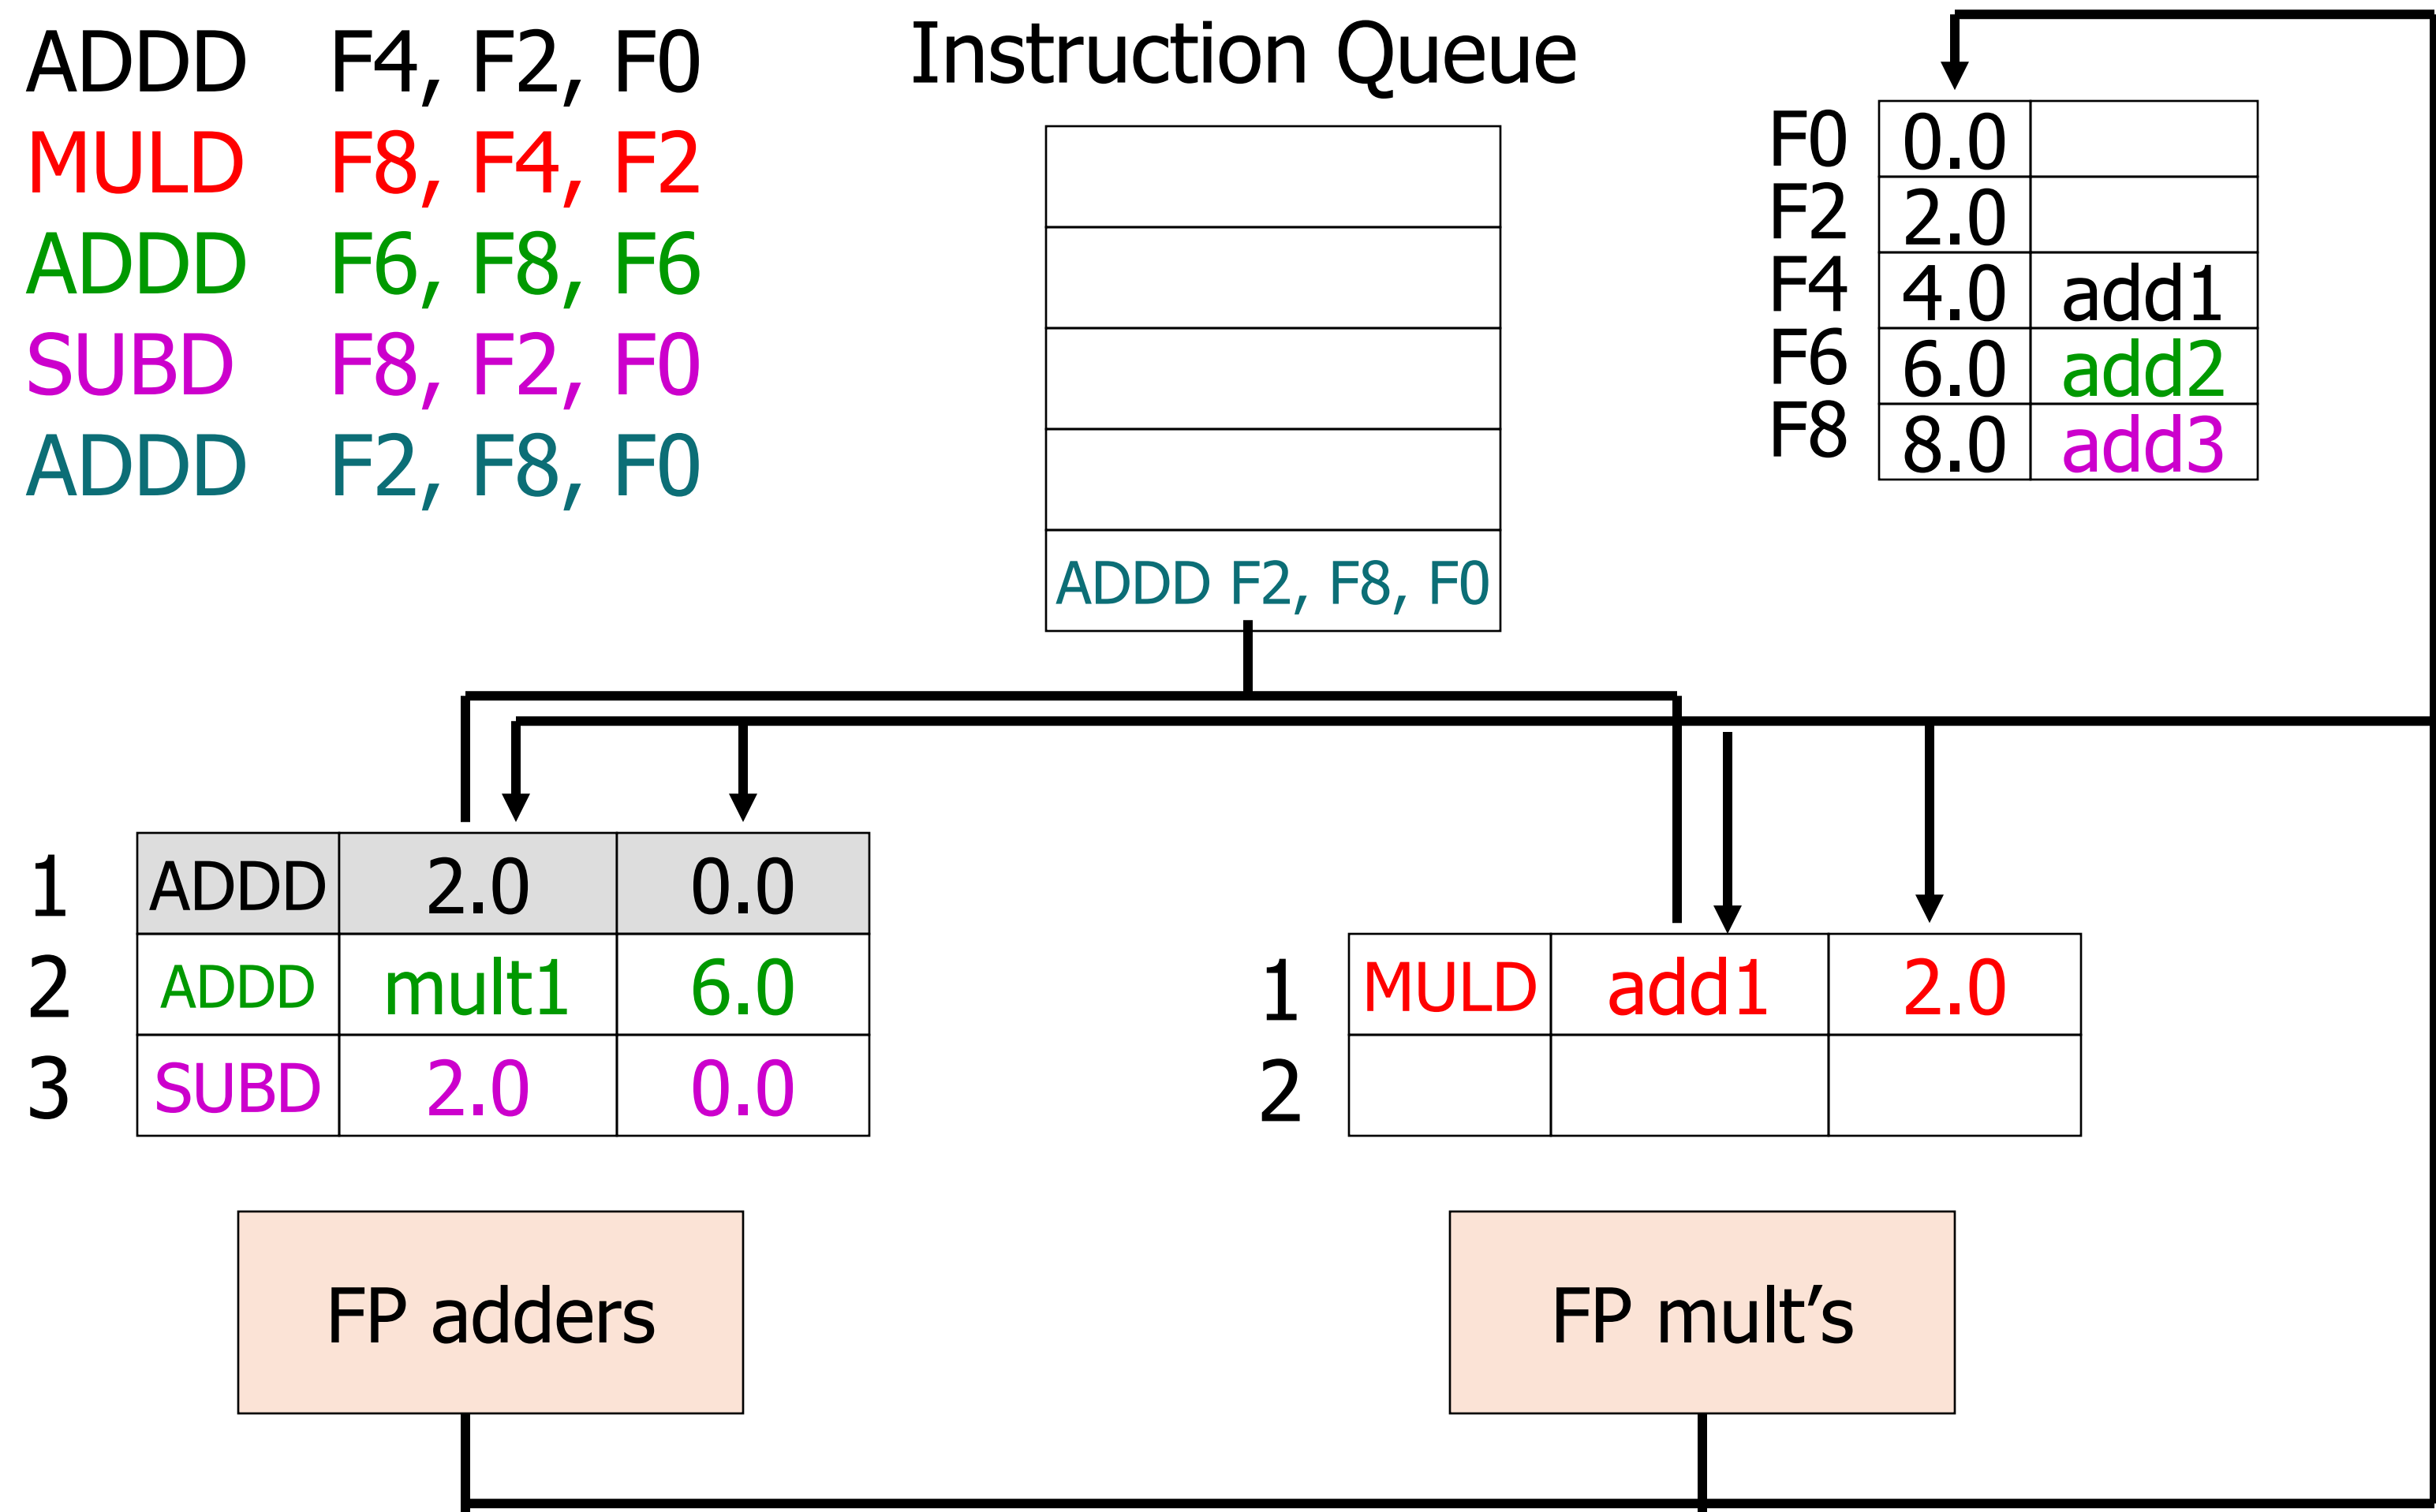 ADDD F4, F2, F0
MULD F8, F4, F2
ADDD F6, F8, F6
SUBD F8, F2, F0
ADDD F2, F8, F0
Instruction Queue
ADDD F2, F8, F0
F0 0.0
F2 2.0
F4 4.0 add1
F6 6.0 add2
F8 8.0 add3
1 ADDD 2.0 0.0
2 ADDD mult1 6.0
3 SUBD 2.0 0.0
1 MULD add1 2.0
2
FP adders
FP mult’s